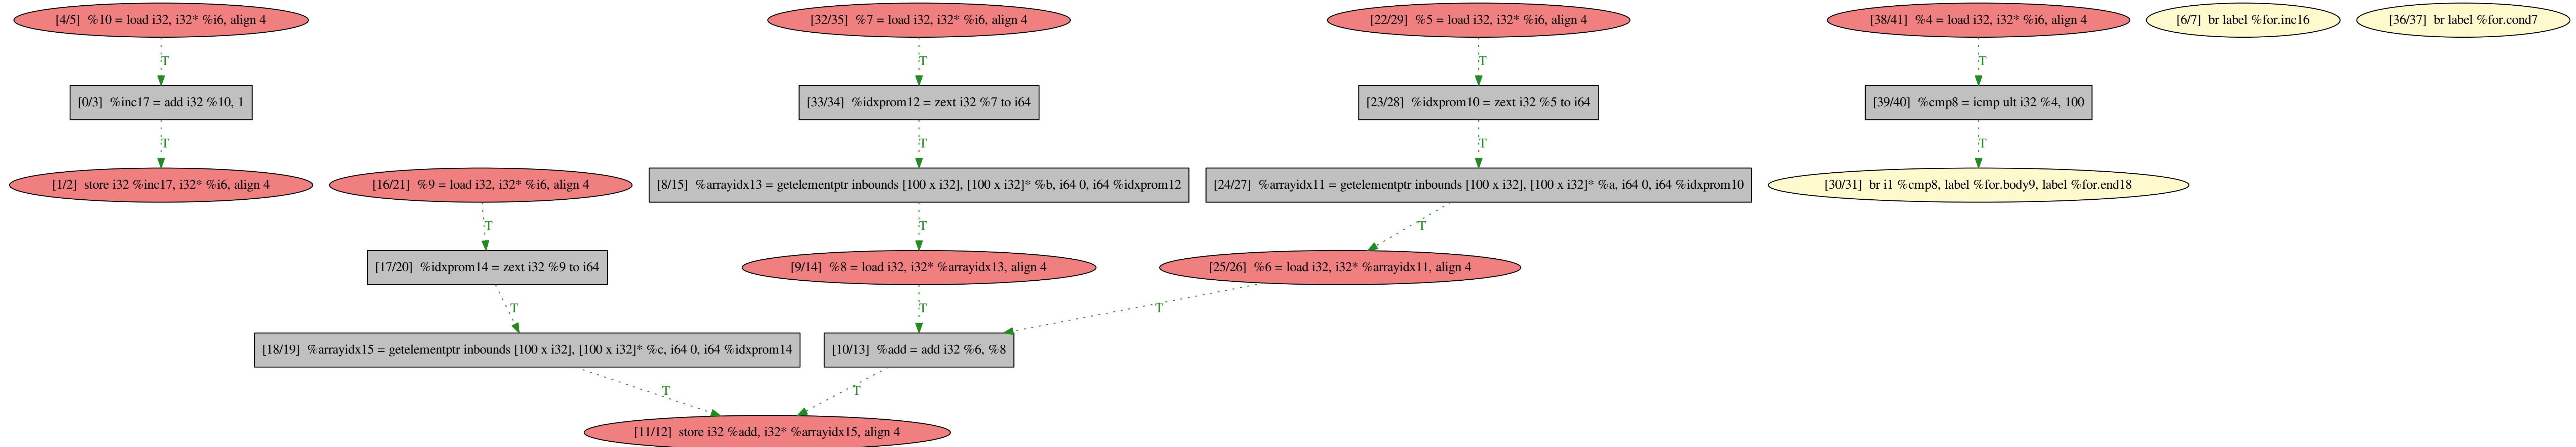 [4/5]  %10 = load i32, i32* %i6, align 4
[32/35]  %7 = load i32, i32* %i6, align 4
[22/29]  %5 = load i32, i32* %i6, align 4
[38/41]  %4 = load i32, i32* %i6, align 4
[6/7]  br label %for.inc16
[36/37]  br label %for.cond7
T
T
T
T
[0/3]  %inc17 = add i32 %10, 1
[33/34]  %idxprom12 = zext i32 %7 to i64
[23/28]  %idxprom10 = zext i32 %5 to i64
[39/40]  %cmp8 = icmp ult i32 %4, 100
T
T
T
T
[1/2]  store i32 %inc17, i32* %i6, align 4
[16/21]  %9 = load i32, i32* %i6, align 4
[8/15]  %arrayidx13 = getelementptr inbounds [100 x i32], [100 x i32]* %b, i64 0, i64 %idxprom12
[24/27]  %arrayidx11 = getelementptr inbounds [100 x i32], [100 x i32]* %a, i64 0, i64 %idxprom10
[30/31]  br i1 %cmp8, label %for.body9, label %for.end18
T
T
T
[17/20]  %idxprom14 = zext i32 %9 to i64
[9/14]  %8 = load i32, i32* %arrayidx13, align 4
[25/26]  %6 = load i32, i32* %arrayidx11, align 4
T
T
T
[18/19]  %arrayidx15 = getelementptr inbounds [100 x i32], [100 x i32]* %c, i64 0, i64 %idxprom14
[10/13]  %add = add i32 %6, %8
T
T
[11/12]  store i32 %add, i32* %arrayidx15, align 4